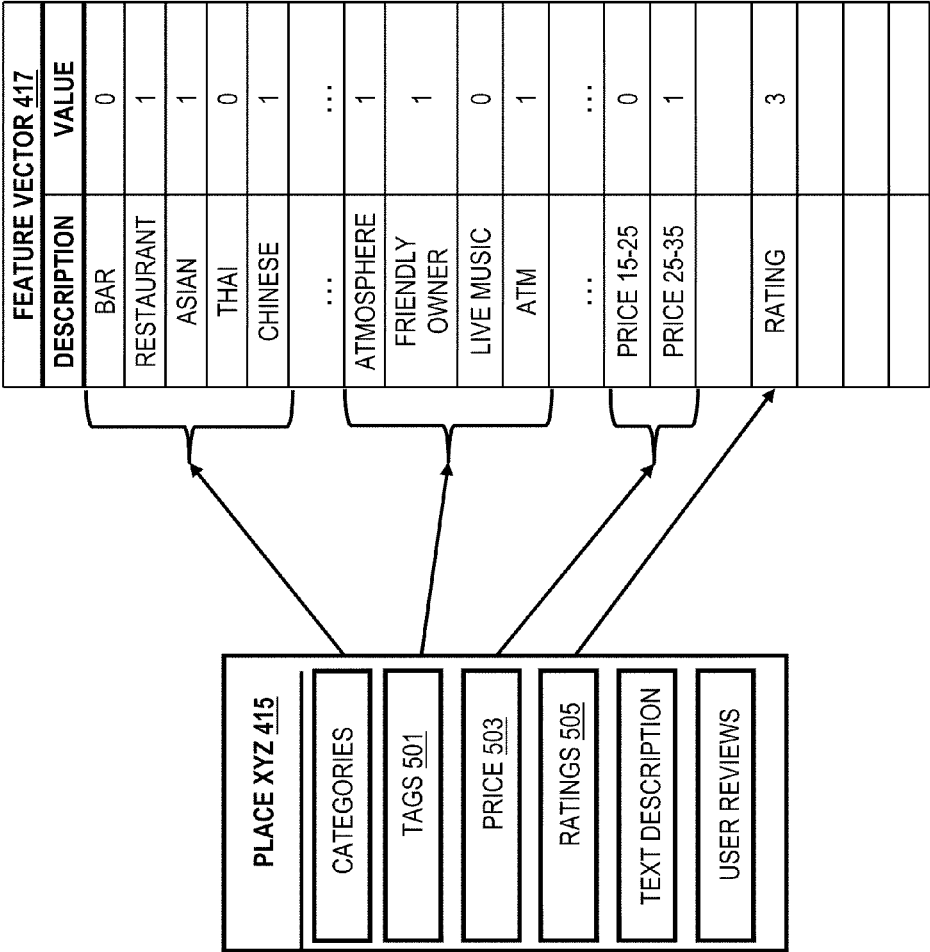 PLACE XYZ 415
CATEGORIES
TAGS 501
PRICE 503
RATINGS 505
TEXT DESCRIPTION
USER REVIEWS
FEATURE VECTOR 417
DESCRIPTION VALUE
BAR 0
RESTAURANT 1
ASIAN 1
THAI 0
CHINESE 1
... ...
ATMOSPHERE 1
FRIENDLY
OWNER 1
LIVE MUSIC 0
ATM 1
... ...
PRICE 15-25 0
PRICE 25-35 1
RATING 3